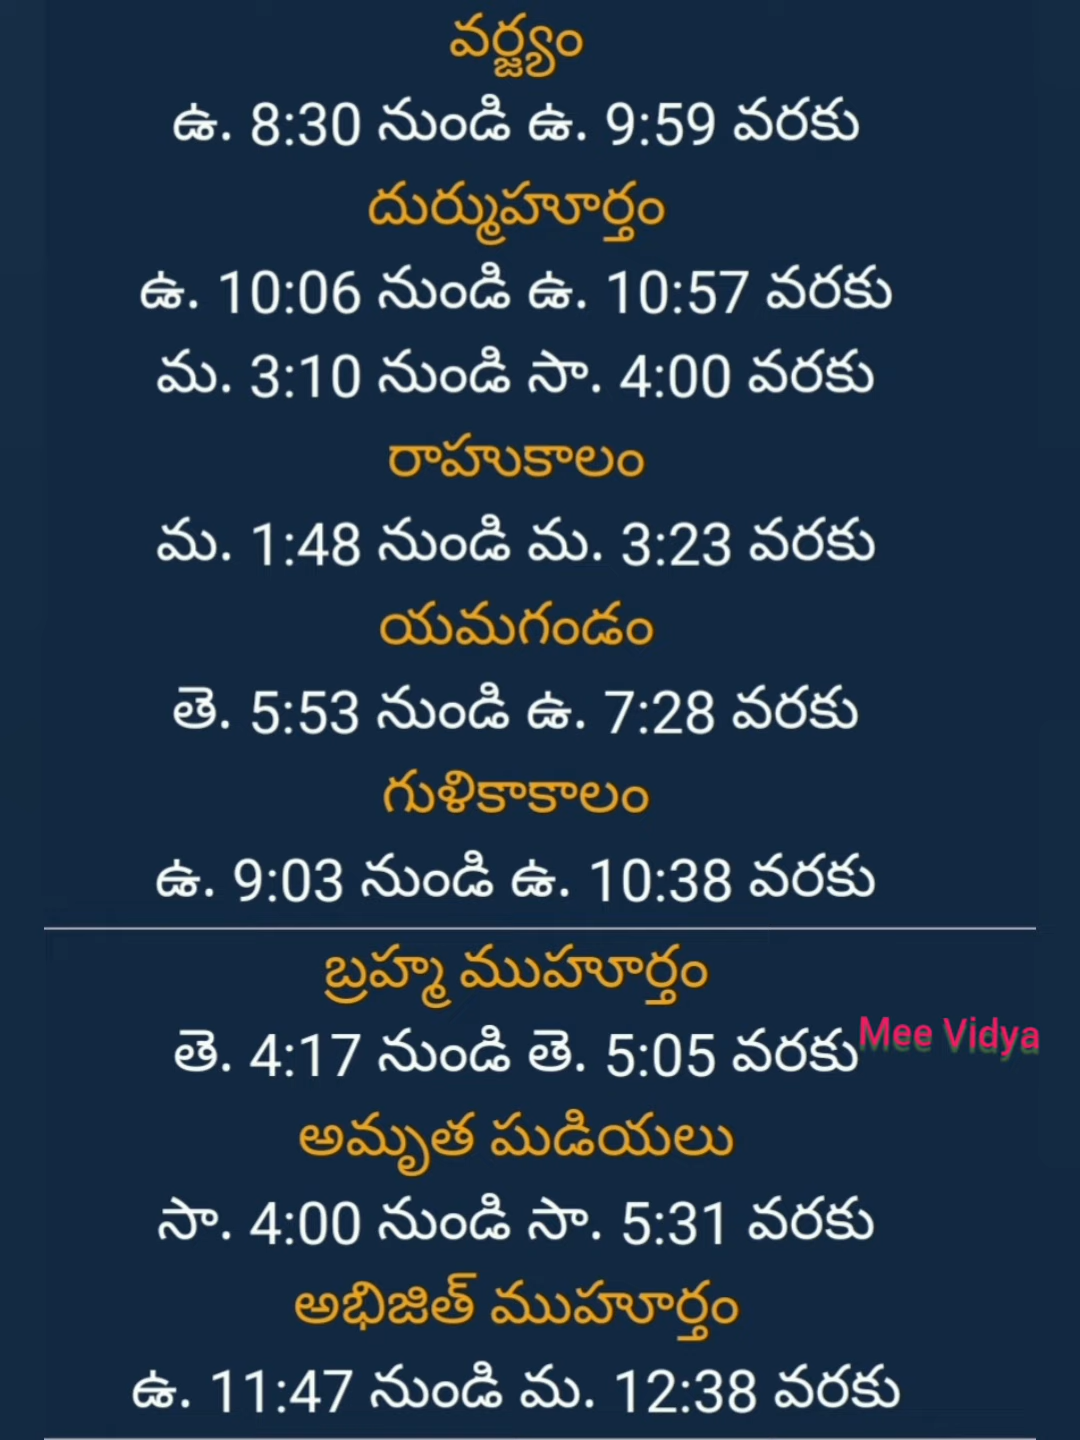 వర్జ్యం
ఉ. 8:30 నుండి ఉ. 9:59 వరకు
దుర్ముహూర్తం
ఉ. 10:06 నుండి ఉ. 10:57 వరకు
మ. 3:10 నుండి సా. 4:00 వరకు
రాహుకాలం
మ. 1:48 నుండి మ. 3:23 వరకు
యమగండం
తె. 5:53 నుండి ఉ. 7:28 వరకు
గుళికాకాలం
ఉ. 9:03 నుండి ఉ. 10:38 వరకు
బ్రహ్మ ముహూర్తం
తె. 4:17 నుండి తె. 5:05 వరకు
Mee Vidya
అమృత ఘడియలు
సా. 4:00 నుండి సా. 5:31 వరకు
అభిజిత్ ముహూర్తం
ఉ. 11:47 నుండి మ. 12:38 వరకు